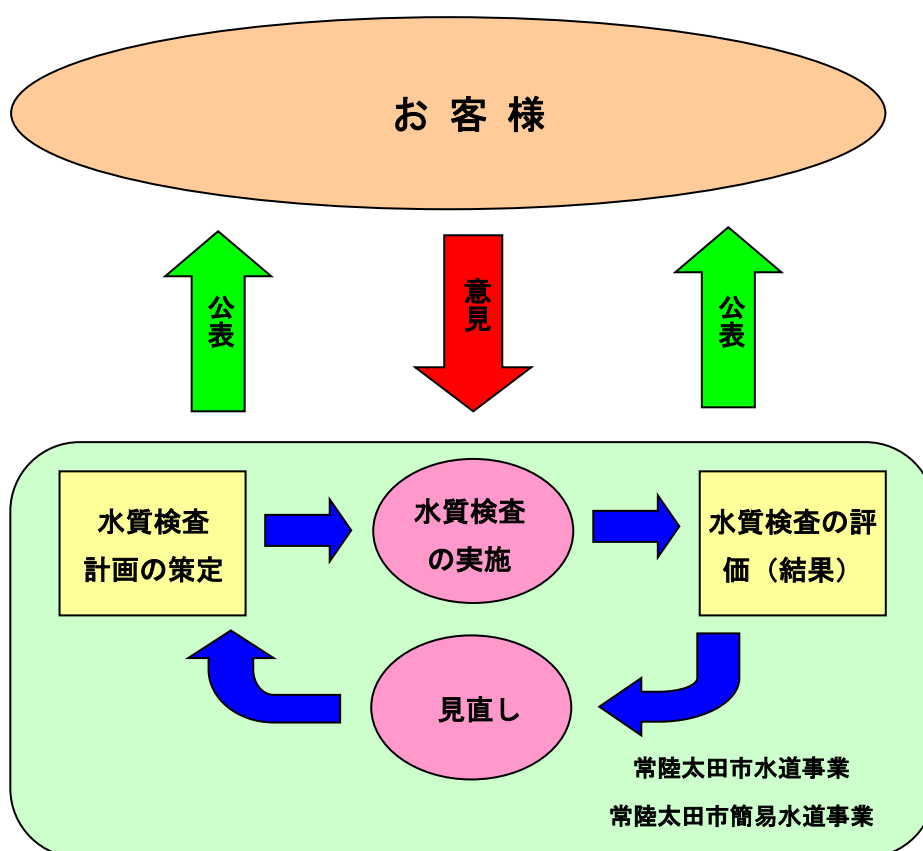 お客様
公表
意見
公表
水質検査
計画の策定
水質検査
の実施
水質検査の評
価（結果）
見直し
常陸太田市水道事業
常陸太田市簡易水道事業